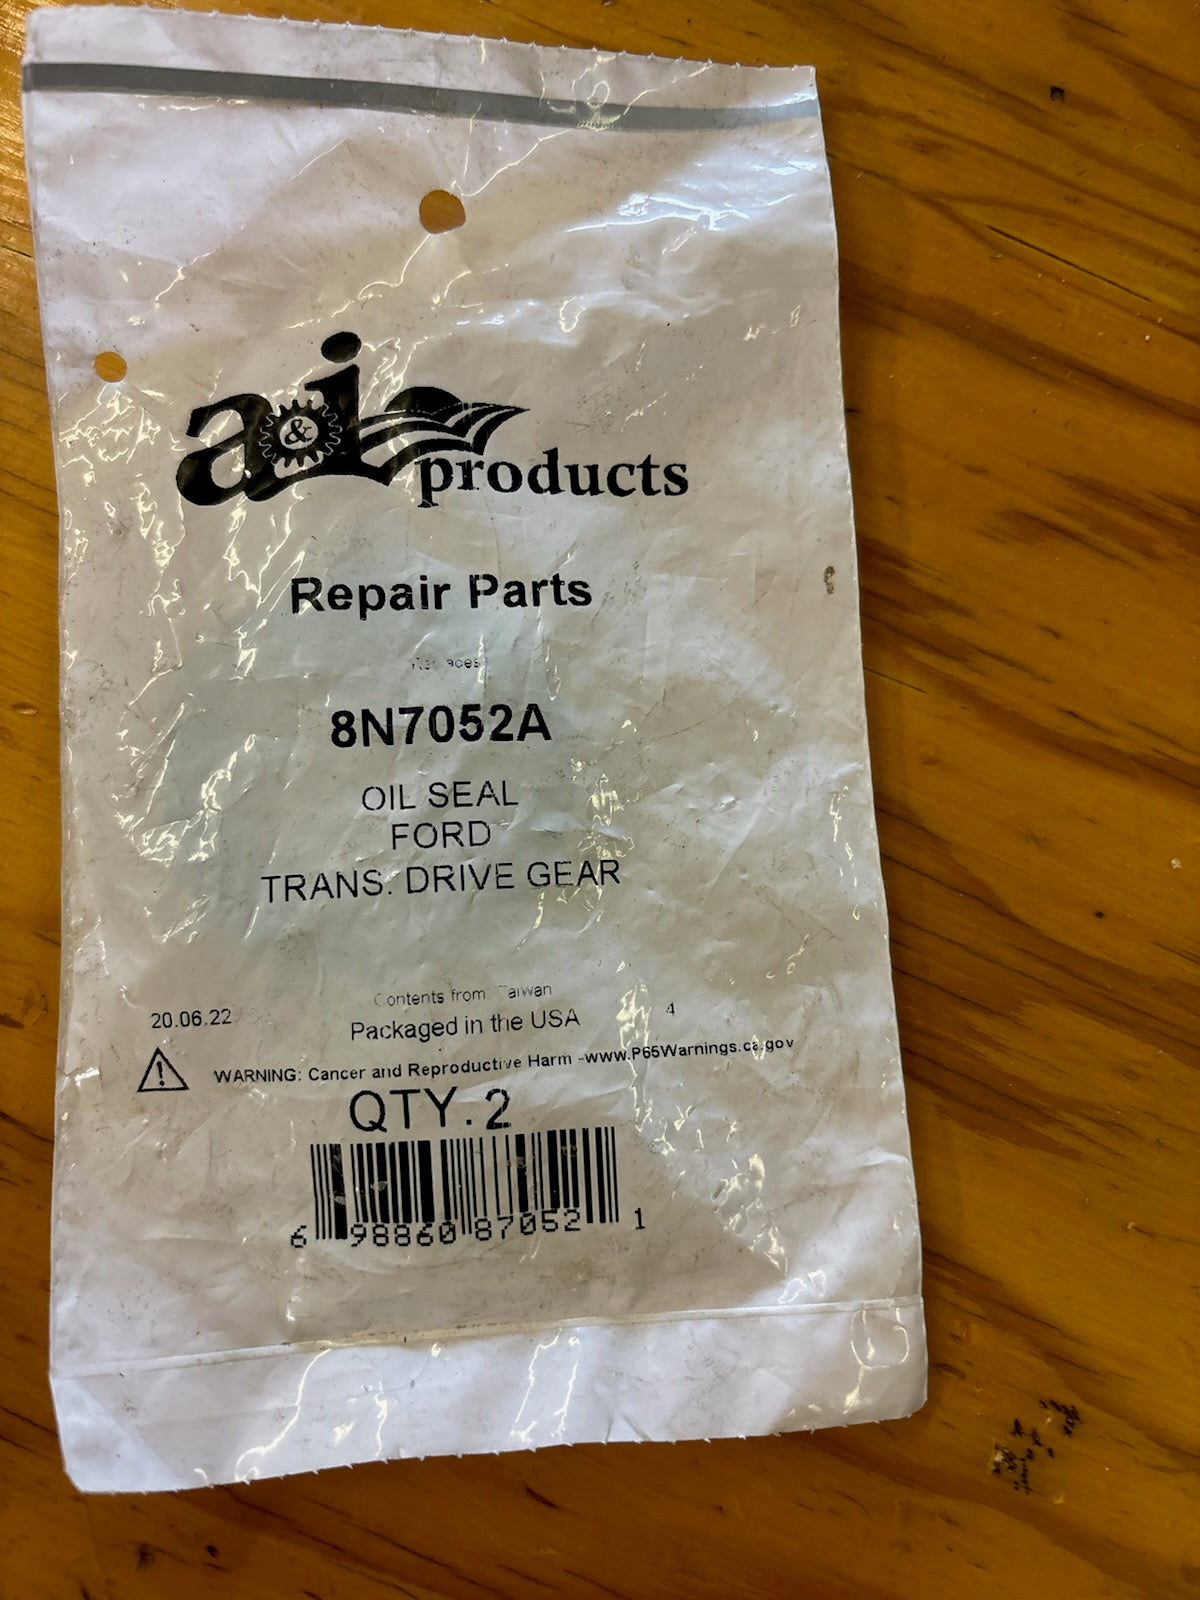 a&i products
Repair Parts
Replaces
8N7052A
OIL SEAL
FORD
TRANS. DRIVE GEAR
Contents from Taiwan
20.06.22 Packaged in the USA 4
WARNING: Cancer and Reproductive Harm -www.P65Warnings.ca.gov
QTY.2
6 98860 87052 1